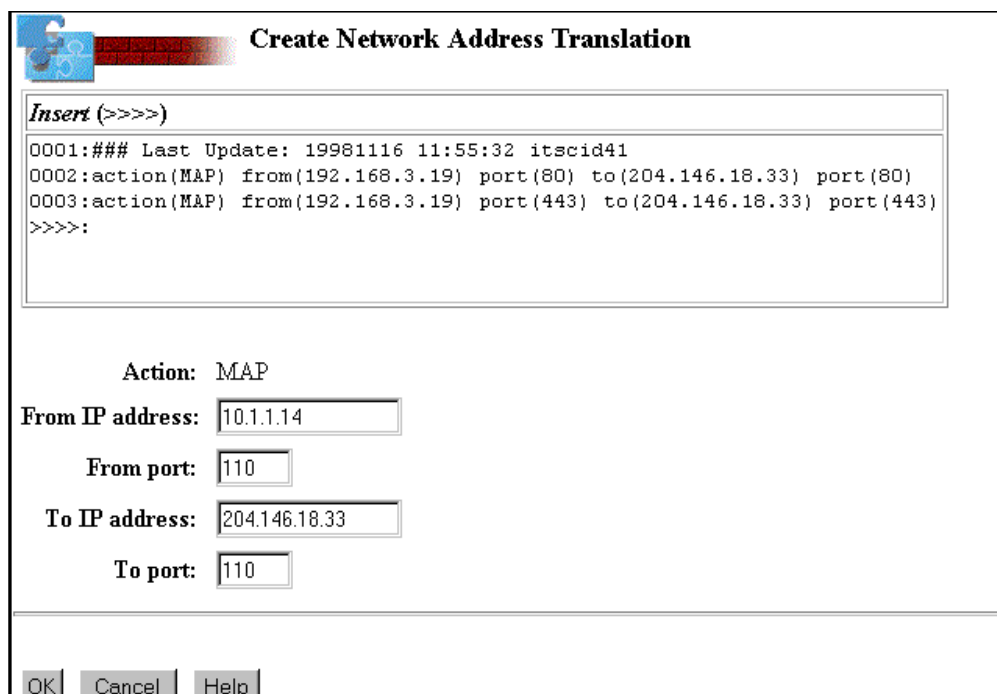 Create Network Address Translation
Insert (>>>>)
0001:### Last Update: 19981116 11:55:32 itscid41
0002:action(MAP) from(192.168.3.19) port(80) to(204.146.18.33) port(80)
0003:action(MAP) from(192.168.3.19) port(443) to(204.146.18.33) port(443)
>>>>:
Action: MAP
From IP address: 10.1.1.14
From port: 110
To IP address: 204.146.18.33
To port: 110
OK Cancel Help